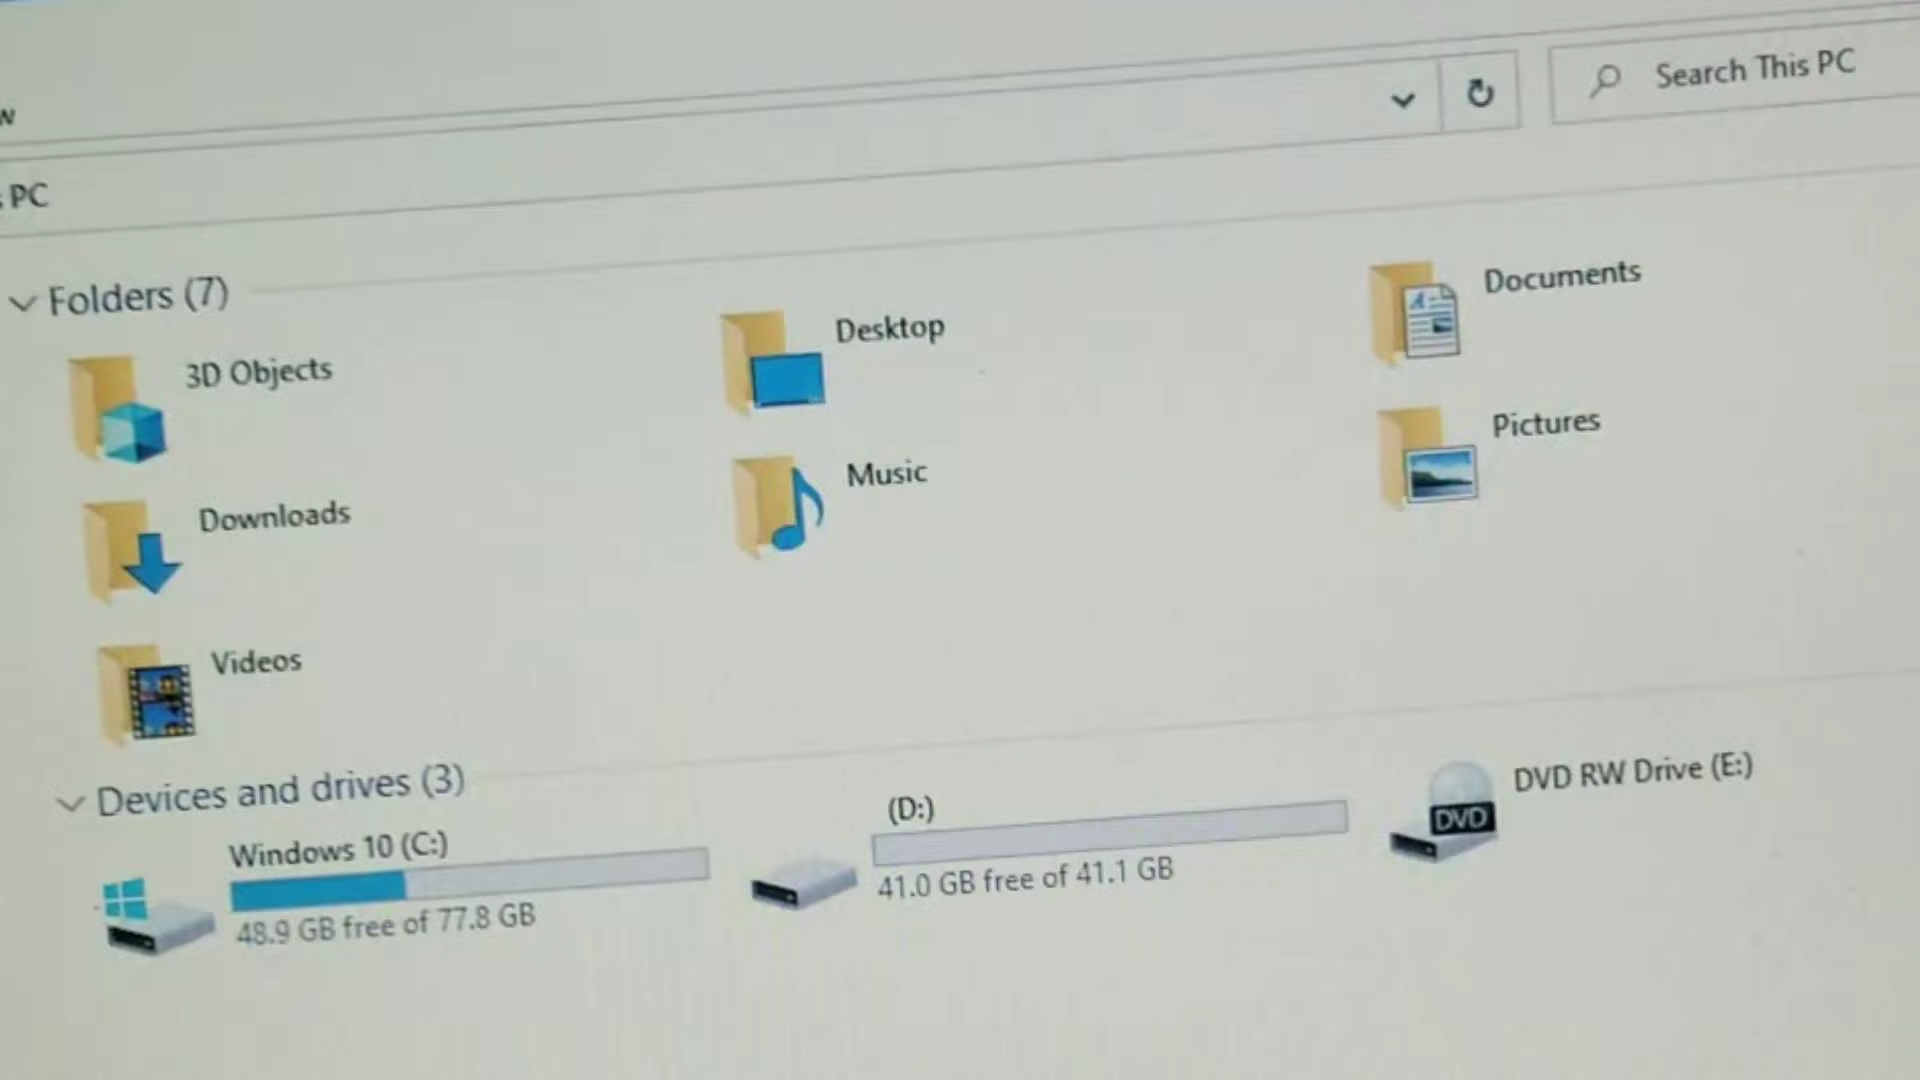 w
PC
Search This PC
Folders (7)
3D Objects
Desktop
Documents
Downloads
Music
Pictures
Videos
Devices and drives (3)
Windows 10 (C:)
48.9 GB free of 77.8 GB
(D:)
41.0 GB free of 41.1 GB
DVD RW Drive (E:)
DVD